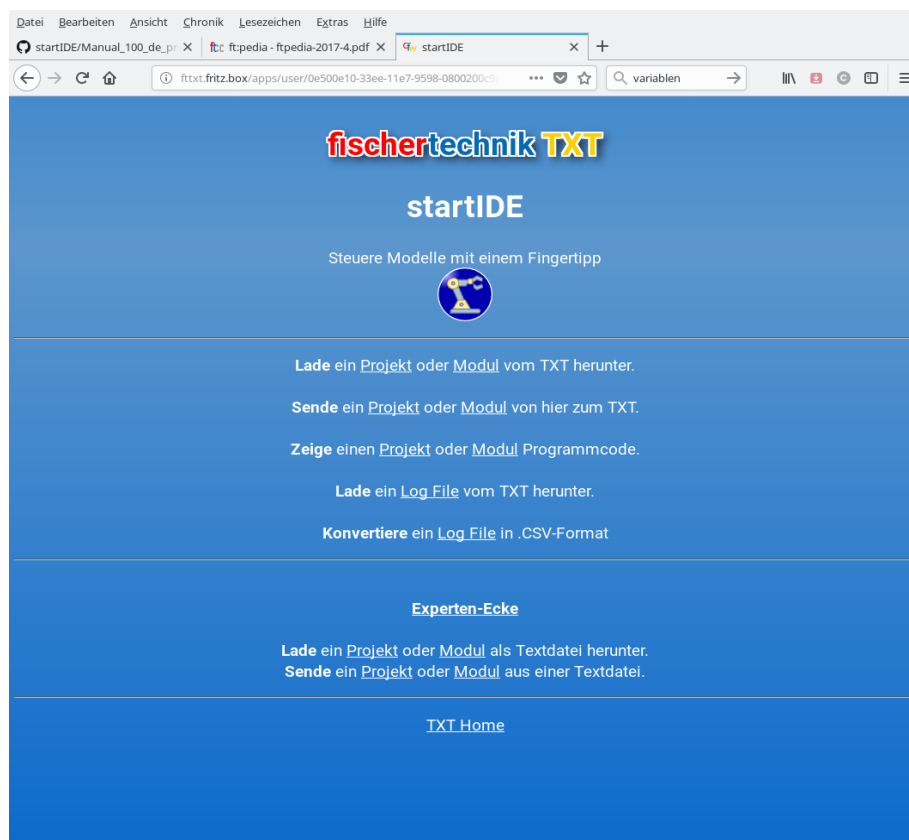 Datei Bearbeiten Ansicht Chronik Lesezeichen Extras Hilfe
startIDE/Manual_100_de_pr ftc ft:pedia - ftpedia-2017-4.pdf startIDE
fttxt.fritz.box/apps/user/0e500e10-33ee-11e7-9598-0800200c9 variablen
fischertechnik TXT
startIDE
Steuere Modelle mit einem Fingertipp
Lade ein Projekt oder Modul vom TXT herunter.
Sende ein Projekt oder Modul von hier zum TXT.
Zeige einen Projekt oder Modul Programmcode.
Lade ein Log File vom TXT herunter.
Konvertiere ein Log File in .CSV-Format
Experten-Ecke
Lade ein Projekt oder Modul als Textdatei herunter.
Sende ein Projekt oder Modul aus einer Textdatei.
TXT Home